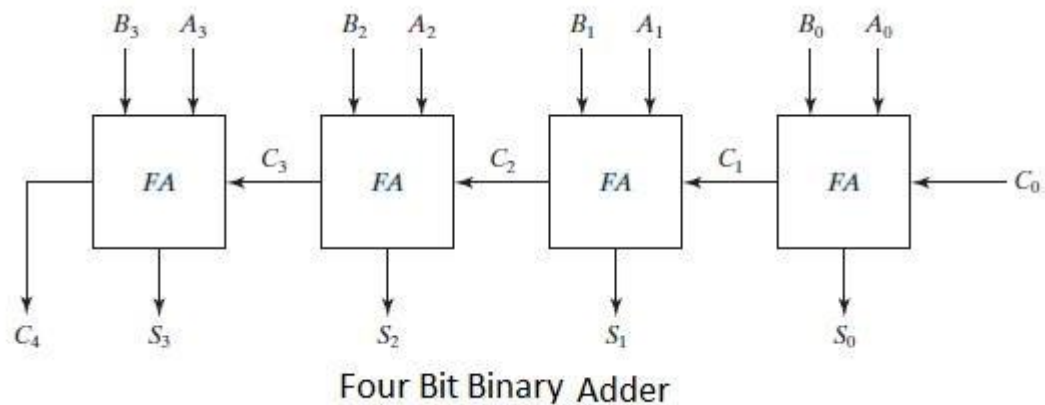 B₃ A₃ B₂ A₂ B₁ A₁ B₀ A₀
C₃ C₂ C₁
FA FA FA FA C₀
C₄ S₃ S₂ S₁ S₀
Four Bit Binary Adder